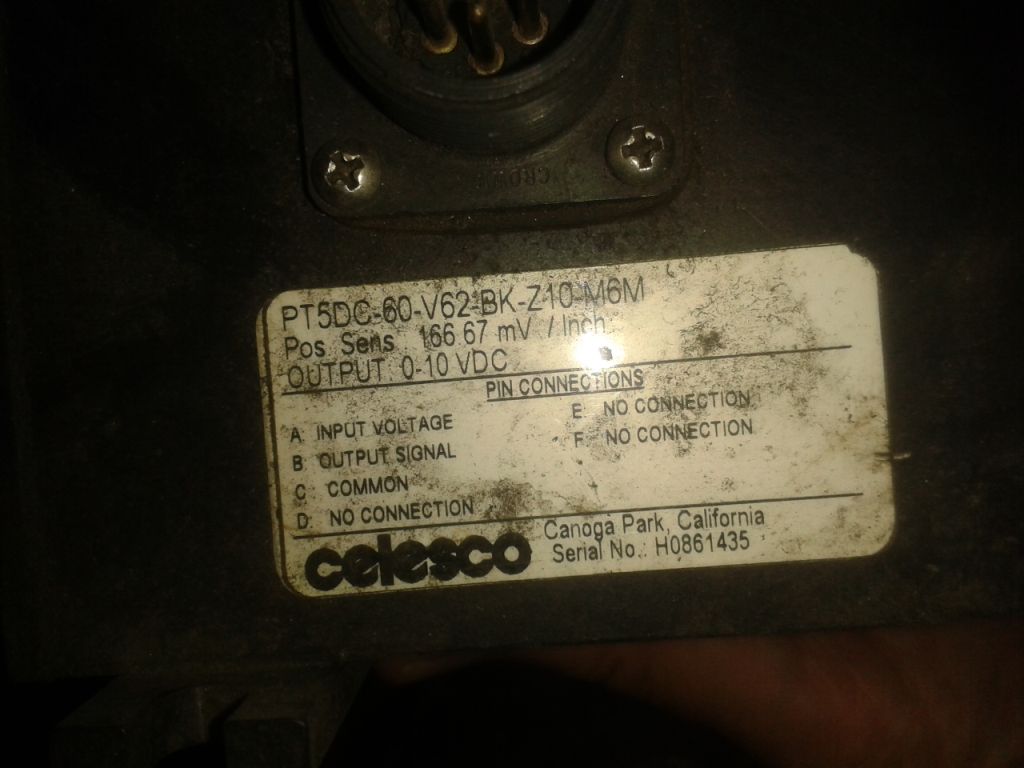 PT5DC-60-V62-BK-Z10-M6M
Pos Sens 166.67 mV / Inch
OUTPUT: 0-10 VDC
PIN CONNECTIONS
A: INPUT VOLTAGE
B: OUTPUT SIGNAL
C: COMMON
D: NO CONNECTION
E: NO CONNECTION
F: NO CONNECTION
celesco
Canoga Park, California
Serial No.: H0861435